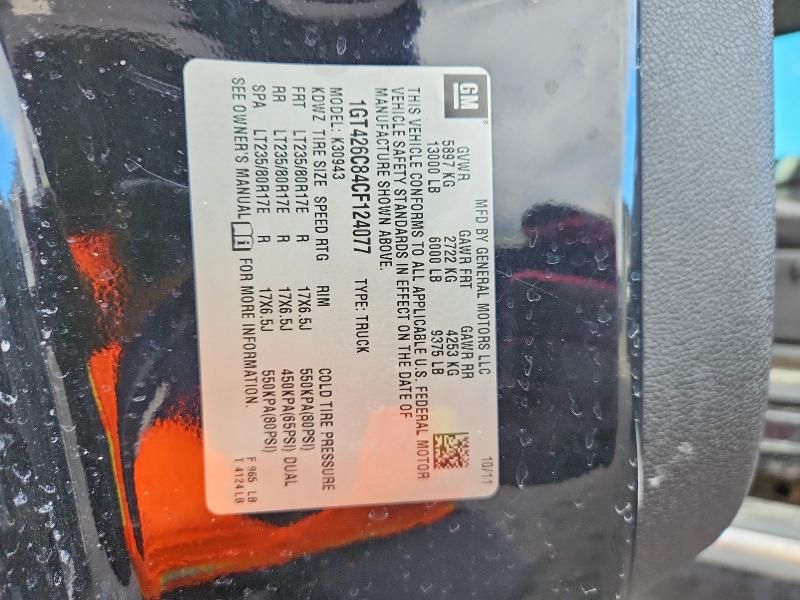 GM
MFD BY GENERAL MOTORS LLC 10/11
GVWR GAWR FRT GAWR RR
5897 KG 2722 KG 4253 KG
13000 LB 6000 LB 9375 LB
THIS VEHICLE CONFORMS TO ALL APPLICABLE U.S. FEDERAL MOTOR
VEHICLE SAFETY STANDARDS IN EFFECT ON THE DATE OF
MANUFACTURE SHOWN ABOVE.
1GT426C84CF124077 TYPE: TRUCK
MODEL: K30943
KDWZ TIRE SIZE SPEED RTG RIM COLD TIRE PRESSURE
FRT LT235/80R17E R 17X6.5J 550KPA(80PSI)
RR LT235/80R17E R 17X6.5J 450KPA(65PSI) DUAL
SPA LT235/80R17E R 17X6.5J 550KPA(80PSI)
SEE OWNER'S MANUAL FOR MORE INFORMATION.
F 965 LB
T 4124 LB